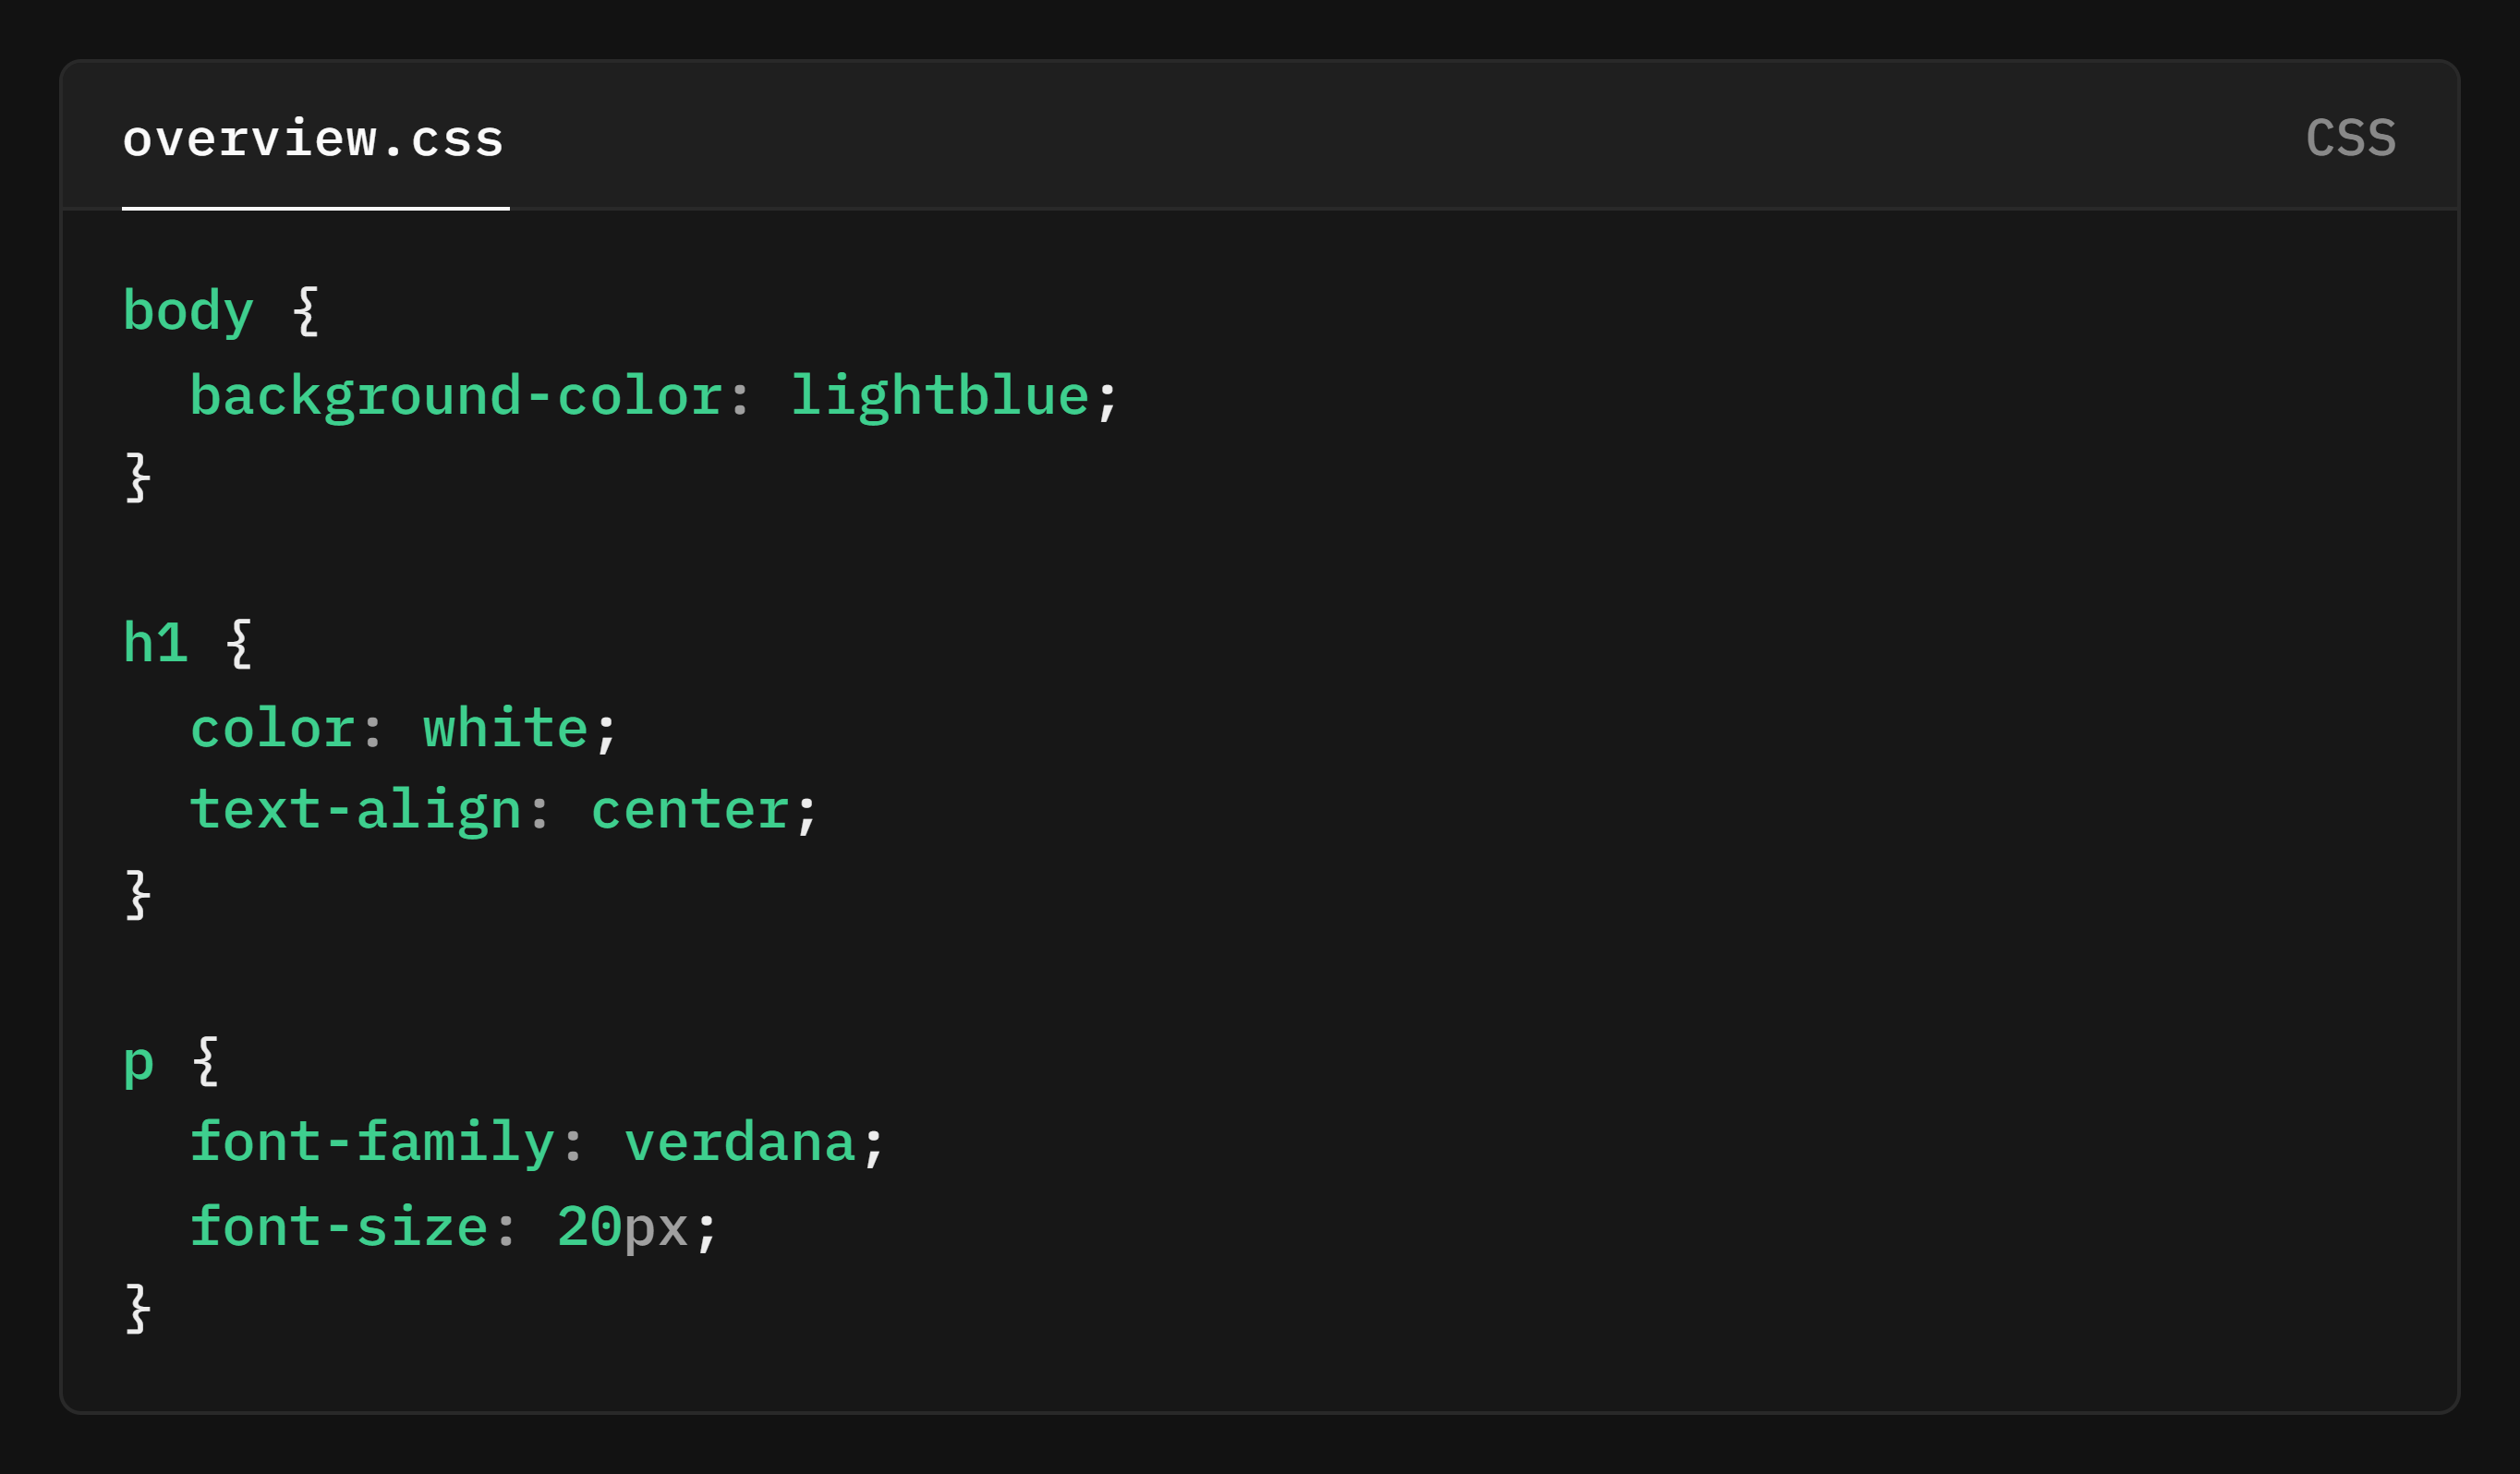 overview.css
CSS
body {
  background-color: lightblue;
}

h1 {
  color: white;
  text-align: center;
}

p {
  font-family: verdana;
  font-size: 20px;
}